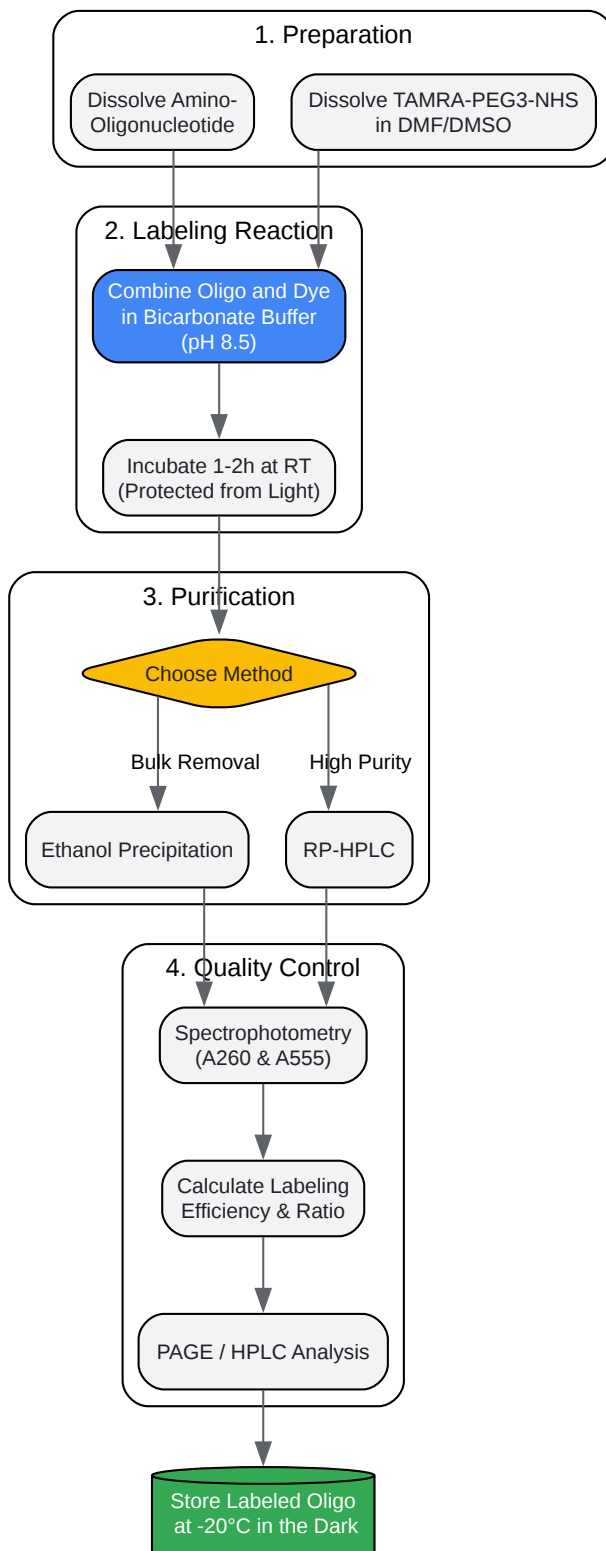 1. Preparation
Dissolve Amino-
Oligonucleotide
Dissolve TAMRA-PEG3-NHS
in DMF/DMSO
2. Labeling Reaction
Combine Oligo and Dye
in Bicarbonate Buffer
(pH 8.5)
Incubate 1-2h at RT
(Protected from Light)
3. Purification
Choose Method
Bulk Removal
High Purity
Ethanol Precipitation
RP-HPLC
4. Quality Control
Spectrophotometry
(A260 & A555)
Calculate Labeling
Efficiency & Ratio
PAGE / HPLC Analysis
Store Labeled Oligo
at -20°C in the Dark